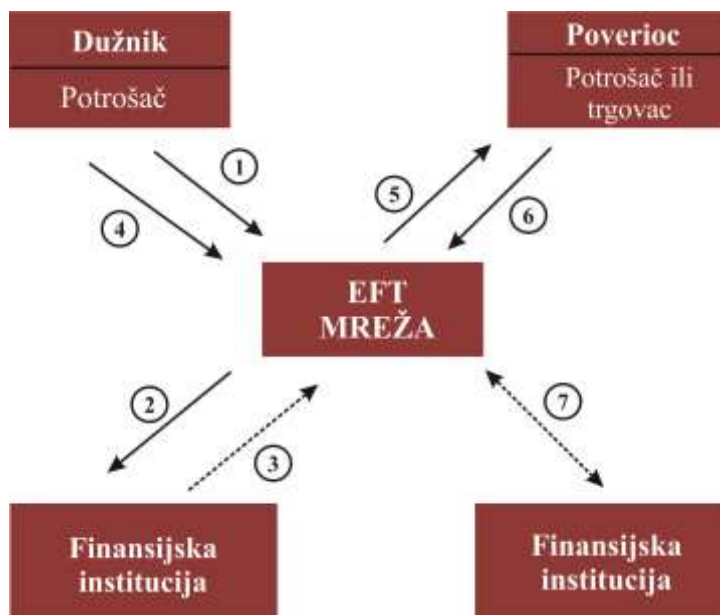 Dužnik
Potrošač
Poverioc
Potrošač ili
trgovac
1
4
5
6
EFT
MREŽA
2
3
7
Finansijska
institucija
Finansijska
institucija